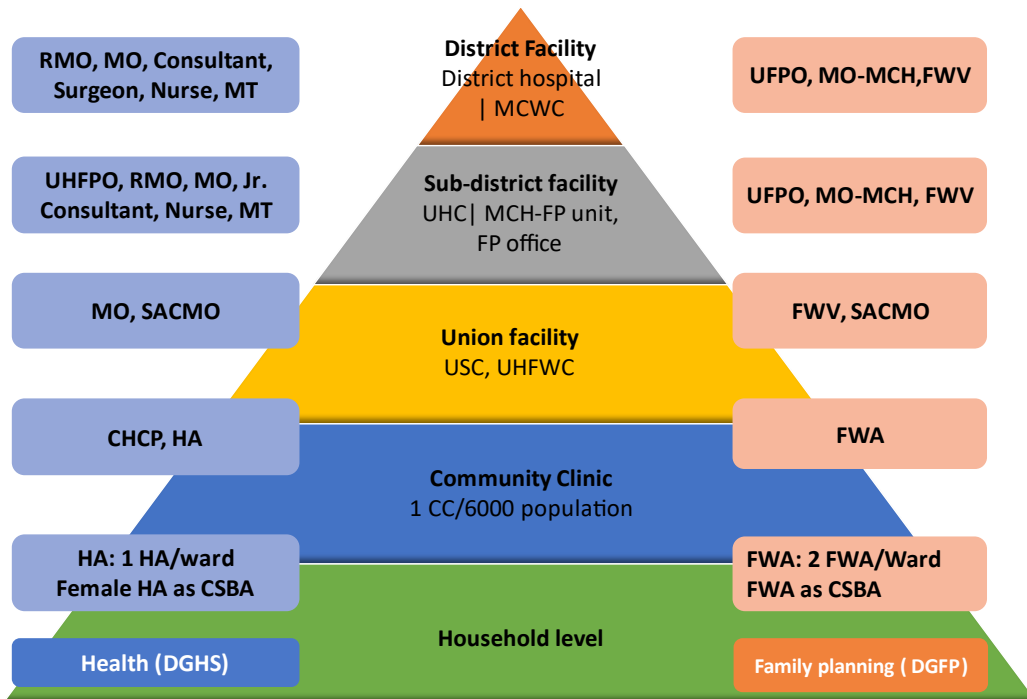 RMO, MO, Consultant,
Surgeon, Nurse, MT
District Facility
District hospital
| MCWC
UFPO, MO-MCH,FWV
UHFPO, RMO, MO, Jr.
Consultant, Nurse, MT
Sub-district facility
UHC| MCH-FP unit,
FP office
UFPO, MO-MCH, FWV
MO, SACMO
Union facility
USC, UHFWC
FWV, SACMO
CHCP, HA
Community Clinic
1 CC/6000 population
FWA
HA: 1 HA/ward
Female HA as CSBA
FWA: 2 FWA/Ward
FWA as CSBA
Household level
Health (DGHS)
Family planning ( DGFP)